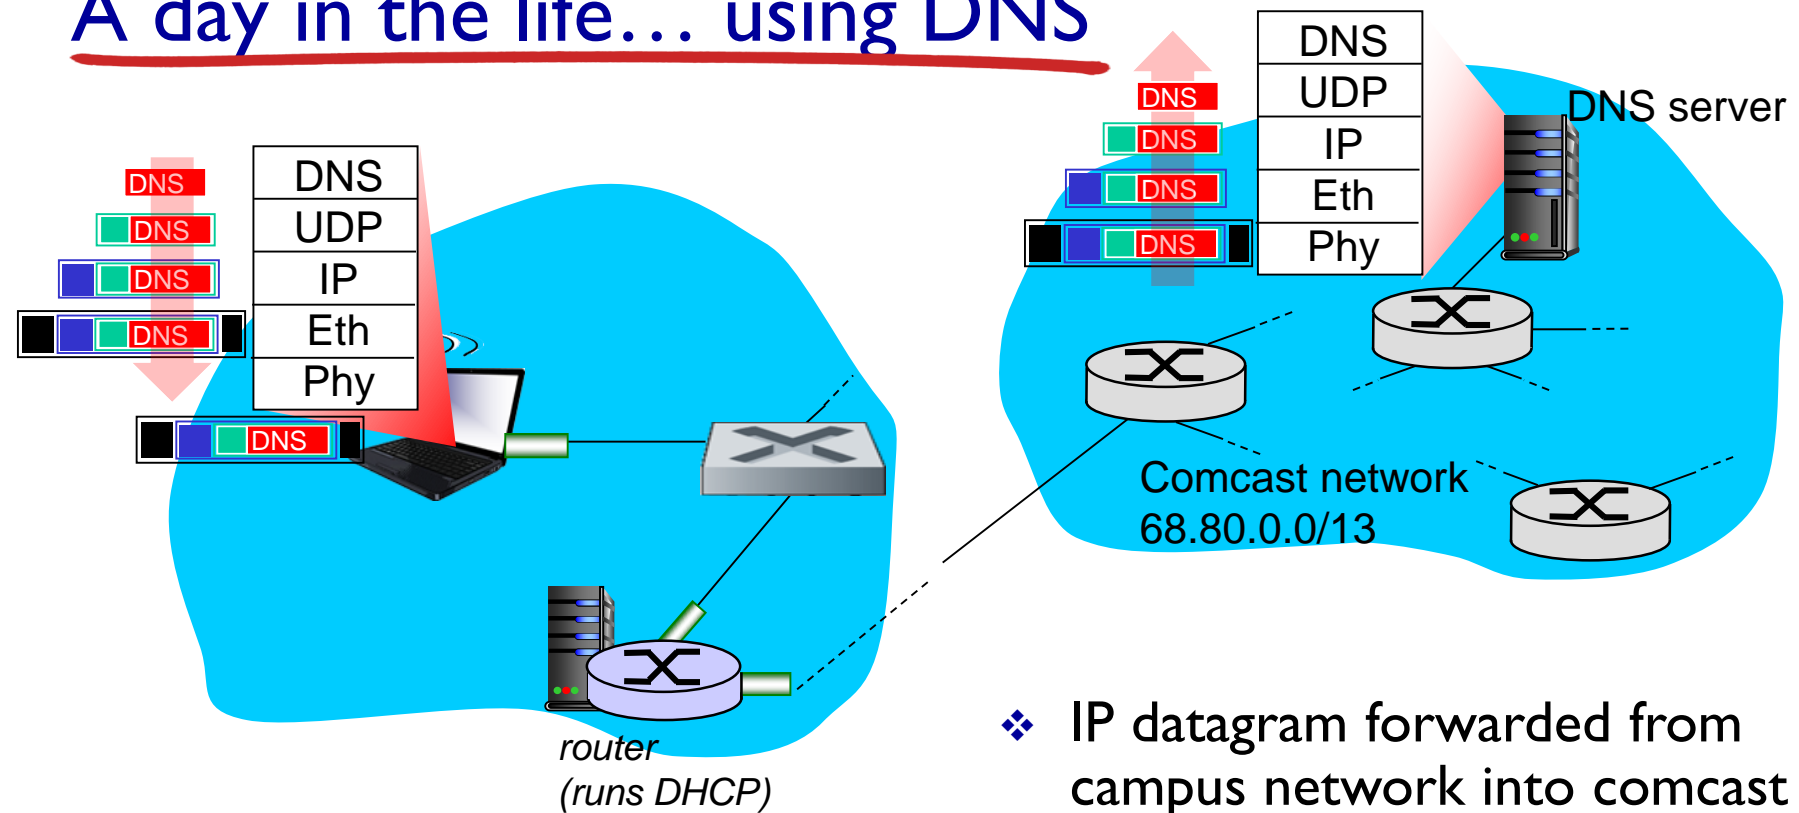 A day in the life… using DNS
DNS
DNS
DNS
DNS
DNS
DNS
UDP
IP
Eth
Phy
DNS
DNS
DNS
DNS
DNS
UDP
IP
Eth
Phy
DNS server
Comcast network
68.80.0.0/13
router
(runs DHCP)
❖ IP datagram forwarded from
campus network into comcast